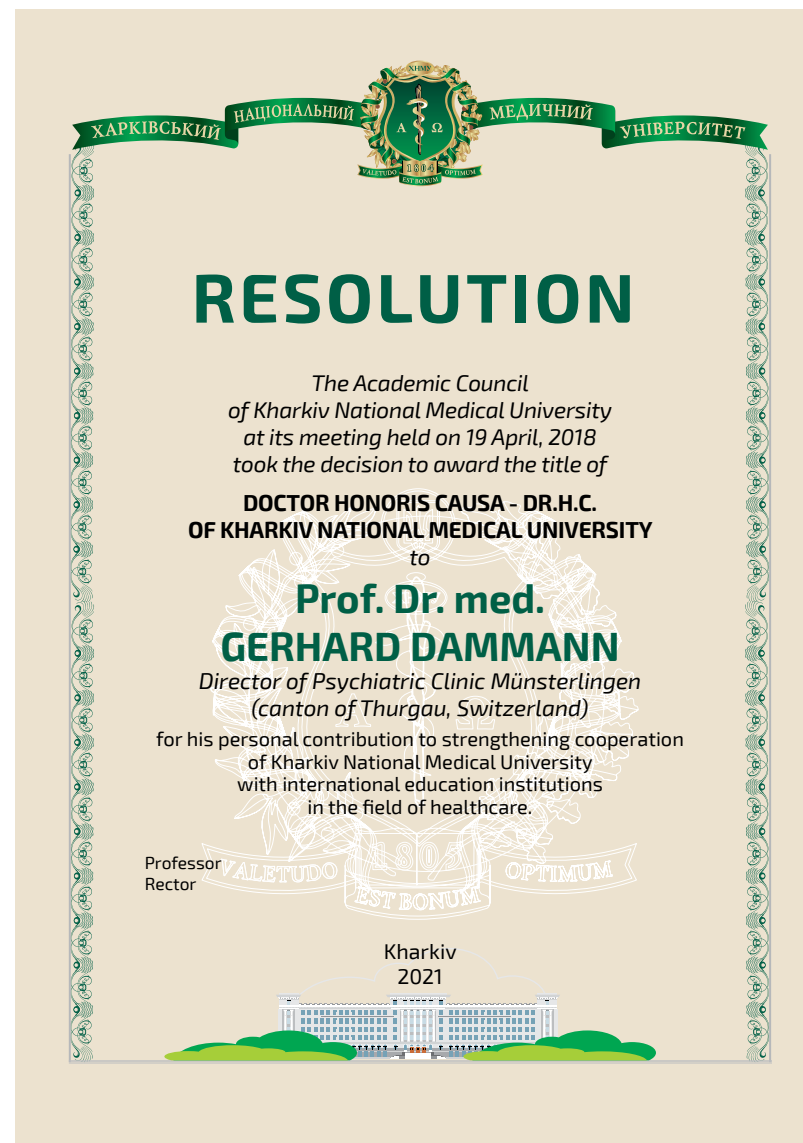 ХНМУ
ХАРКІВСЬКИЙ НАЦІОНАЛЬНИЙ МЕДИЧНИЙ УНІВЕРСИТЕТ
Α Ω
1804
VALETUDO EST BONUM OPTIMUM
RESOLUTION
The Academic Council
of Kharkiv National Medical University
at its meeting held on 19 April, 2018
took the decision to award the title of
DOCTOR HONORIS CAUSA - DR.H.C.
OF KHARKIV NATIONAL MEDICAL UNIVERSITY
to
Prof. Dr. med.
GERHARD DAMMANN
Director of Psychiatric Clinic Münsterlingen
(canton of Thurgau, Switzerland)
for his personal contribution to strengthening cooperation
of Kharkiv National Medical University
with international education institutions
in the field of healthcare.
Professor
Rector
1805
VALETUDO EST BONUM OPTIMUM
Kharkiv
2021